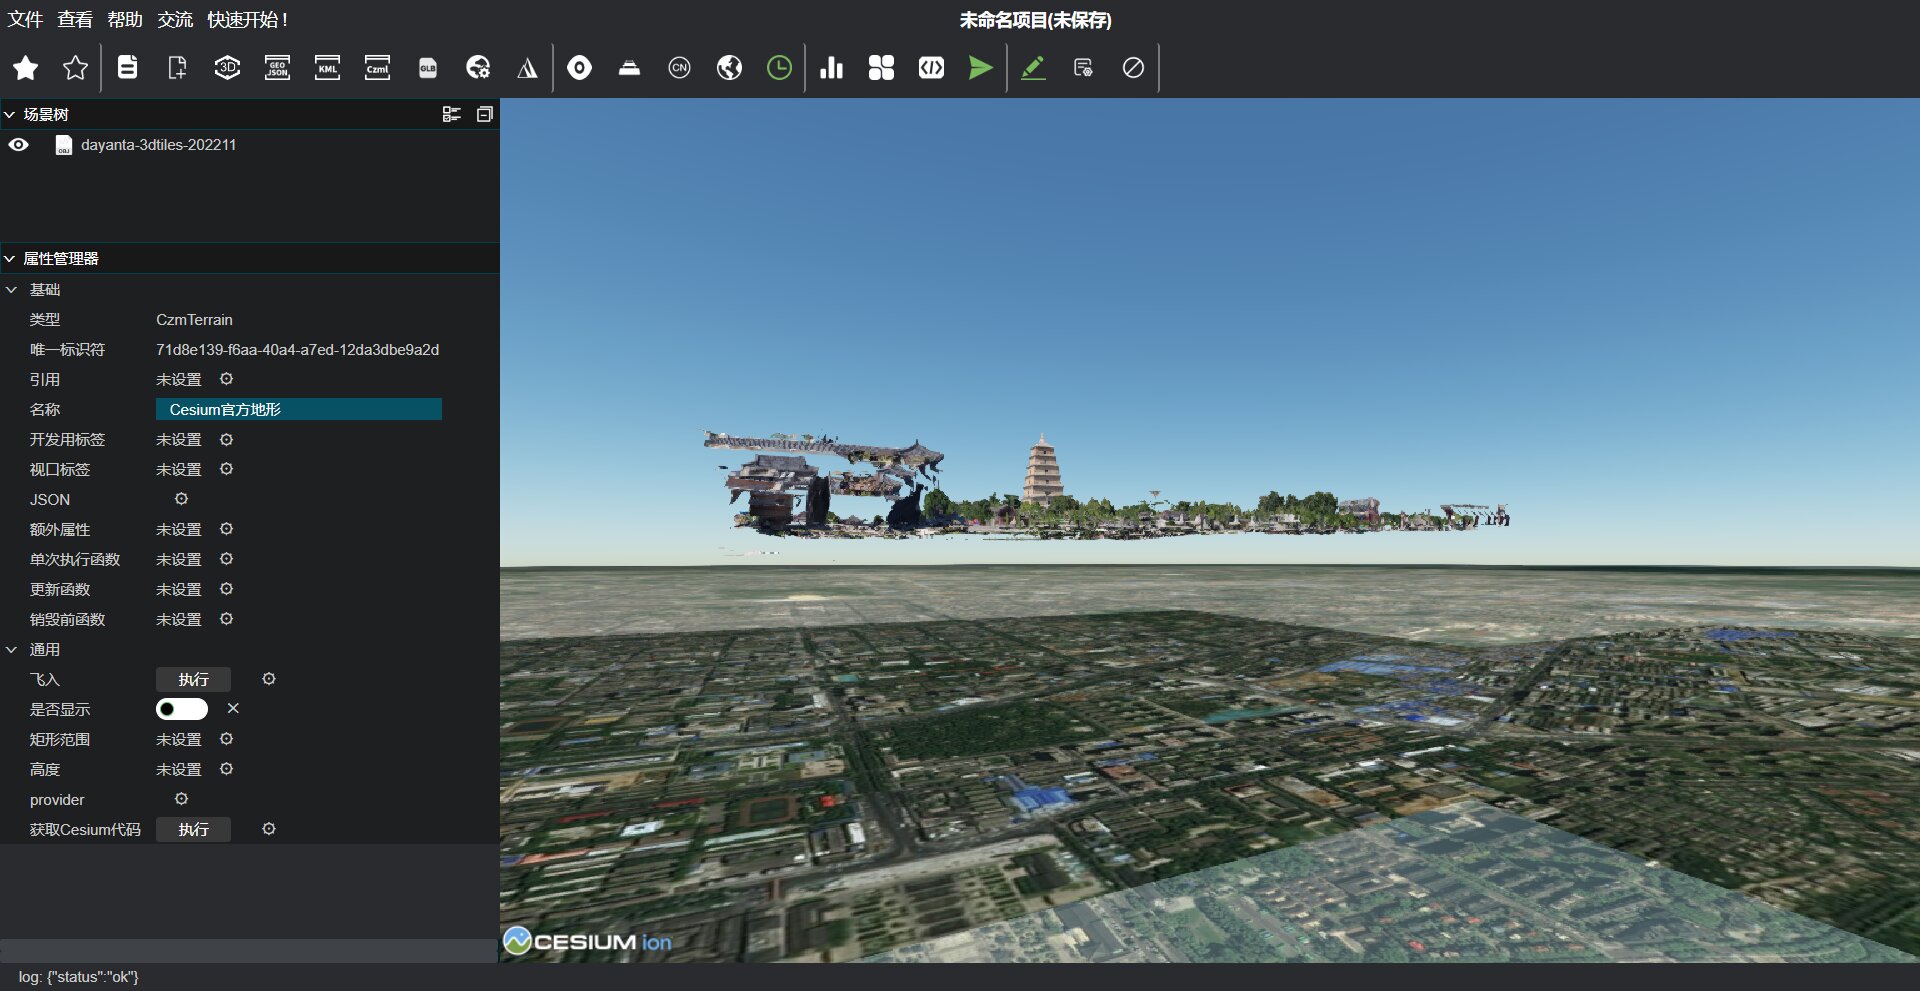 文件 查看 帮助 交流 快速开始！
未命名项目(未保存)
3D GEO JSON KML Czml GLB CN
场景树
OBJ dayanta-3dtiles-202211
属性管理器
基础
类型 CzmTerrain
唯一标识符 71d8e139-f6aa-40a4-a7ed-12da3dbe9a2d
引用 未设置
名称 Cesium官方地形
开发用标签 未设置
视口标签 未设置
JSON
额外属性 未设置
单次执行函数 未设置
更新函数 未设置
销毁前函数 未设置
通用
飞入 执行
是否显示
矩形范围 未设置
高度 未设置
provider
获取Cesium代码 执行
CESIUM ion
log: {"status":"ok"}